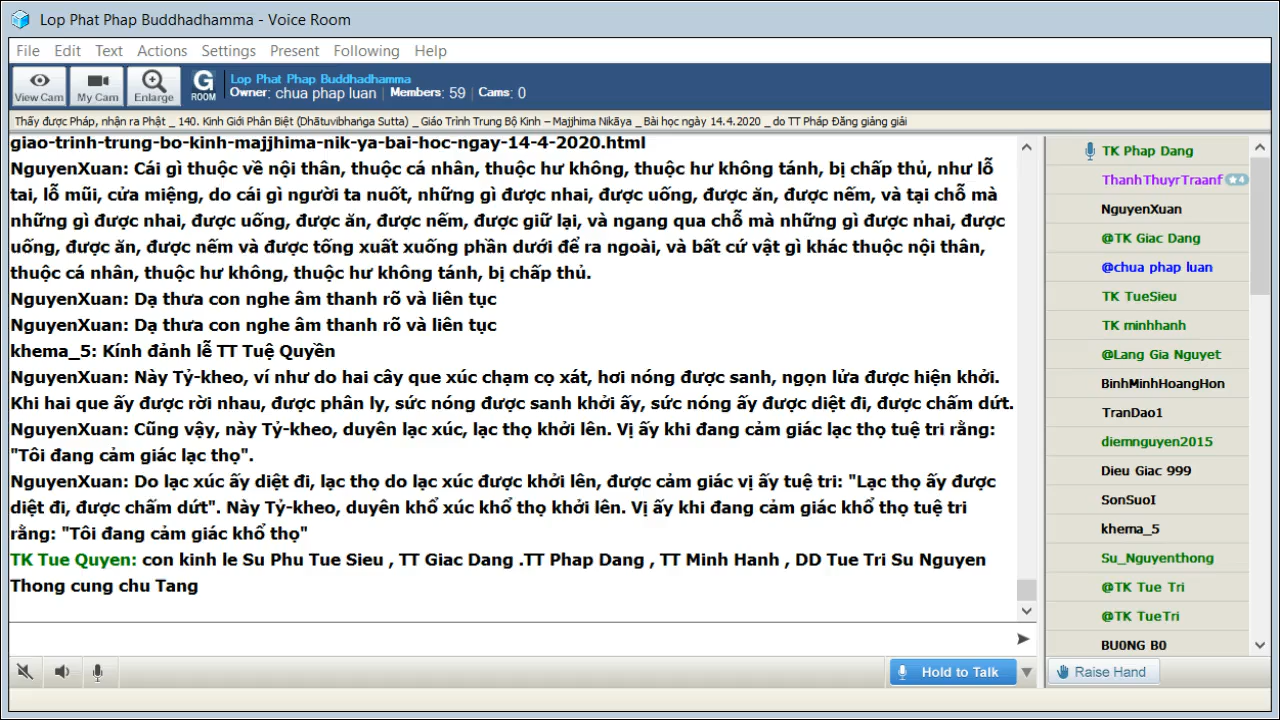 Lop Phat Phap Buddhadhamma - Voice Room
File Edit Text Actions Settings Present Following Help
View Cam My Cam Enlarge G ROOM
Lop Phat Phap Buddhadhamma
Owner: chua phap luan Members: 59 Cams: 0
Thấy được Pháp, nhận ra Phật _ 140. Kinh Giới Phân Biệt (Dhātuvibhaṅga Sutta) _ Giáo Trình Trung Bộ Kinh – Majjhima Nikāya _ Bài học ngày 14.4.2020 _ do TT Pháp Đăng giảng giải
giao-trinh-trung-bo-kinh-majjhima-nik-ya-bai-hoc-ngay-14-4-2020.html
NguyenXuan: Cái gì thuộc về nội thân, thuộc cá nhân, thuộc hư không, thuộc hư không tánh, bị chấp thủ, như lỗ
tai, lỗ mũi, cửa miệng, do cái gì người ta nuốt, những gì được nhai, được uống, được ăn, được nếm, và tại chỗ mà
những gì được nhai, được uống, được ăn, được nếm, được giữ lại, và ngang qua chỗ mà những gì được nhai, được
uống, được ăn, được nếm và được tống xuất xuống phần dưới để ra ngoài, và bất cứ vật gì khác thuộc nội thân,
thuộc cá nhân, thuộc hư không, thuộc hư không tánh, bị chấp thủ.
NguyenXuan: Dạ thưa con nghe âm thanh rõ và liên tục
NguyenXuan: Dạ thưa con nghe âm thanh rõ và liên tục
khema_5: Kính đảnh lễ TT Tuệ Quyền
NguyenXuan: Này Tỷ-kheo, ví như do hai cây que xúc chạm cọ xát, hơi nóng được sanh, ngọn lửa được hiện khởi.
Khi hai que ấy được rời nhau, được phân ly, sức nóng được sanh khởi ấy, sức nóng ấy được diệt đi, được chấm dứt.
NguyenXuan: Cũng vậy, này Tỷ-kheo, duyên lạc xúc, lạc thọ khởi lên. Vị ấy khi đang cảm giác lạc thọ tuệ tri rằng:
"Tôi đang cảm giác lạc thọ".
NguyenXuan: Do lạc xúc ấy diệt đi, lạc thọ do lạc xúc được khởi lên, được cảm giác vị ấy tuệ tri: "Lạc thọ ấy được
diệt đi, được chấm dứt". Này Tỷ-kheo, duyên khổ xúc khổ thọ khởi lên. Vị ấy khi đang cảm giác khổ thọ tuệ tri
rằng: "Tôi đang cảm giác khổ thọ"
TK Tue Quyen: con kinh le Su Phu Tue Sieu , TT Giac Dang .TT Phap Dang , TT Minh Hanh , DD Tue Tri Su Nguyen
Thong cung chu Tang
TK Phap Dang
ThanhThuyrTraanf 4
NguyenXuan
@TK Giac Dang
@chua phap luan
TK TueSieu
TK minhhanh
@Lang Gia Nguyet
BinhMinhHoangHon
TranDao1
diemnguyen2015
Dieu Giac 999
SonSuoI
khema_5
Su_Nguyenthong
@TK Tue Tri
@TK TueTri
BU0NG B0
Hold to Talk
Raise Hand